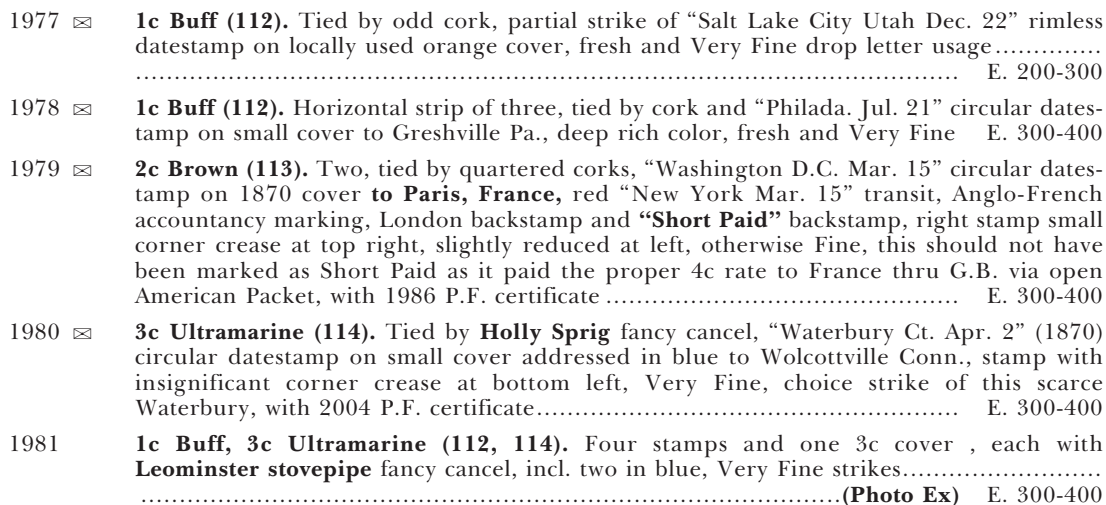 1977 ✉ 1c Buff (112). Tied by odd cork, partial strike of “Salt Lake City Utah Dec. 22” rimless
datestamp on locally used orange cover, fresh and Very Fine drop letter usage..............
.................................................................................................... E. 200-300
1978 ✉ 1c Buff (112). Horizontal strip of three, tied by cork and “Philada. Jul. 21” circular dates-
tamp on small cover to Greshville Pa., deep rich color, fresh and Very Fine E. 300-400
1979 ✉ 2c Brown (113). Two, tied by quartered corks, “Washington D.C. Mar. 15” circular dates-
tamp on 1870 cover to Paris, France, red “New York Mar. 15” transit, Anglo-French
accountancy marking, London backstamp and “Short Paid” backstamp, right stamp small
corner crease at top right, slightly reduced at left, otherwise Fine, this should not have
been marked as Short Paid as it paid the proper 4c rate to France thru G.B. via open
American Packet, with 1986 P.F. certificate.......................................... E. 300-400
1980 ✉ 3c Ultramarine (114). Tied by Holly Sprig fancy cancel, “Waterbury Ct. Apr. 2” (1870)
circular datestamp on small cover addressed in blue to Wolcottville Conn., stamp with
insignificant corner crease at bottom left, Very Fine, choice strike of this scarce
Waterbury, with 2004 P.F. certificate.................................................. E. 300-400
1981 1c Buff, 3c Ultramarine (112, 114). Four stamps and one 3c cover , each with
Leominster stovepipe fancy cancel, incl. two in blue, Very Fine strikes........................
.....................................................................................(Photo Ex) E. 300-400